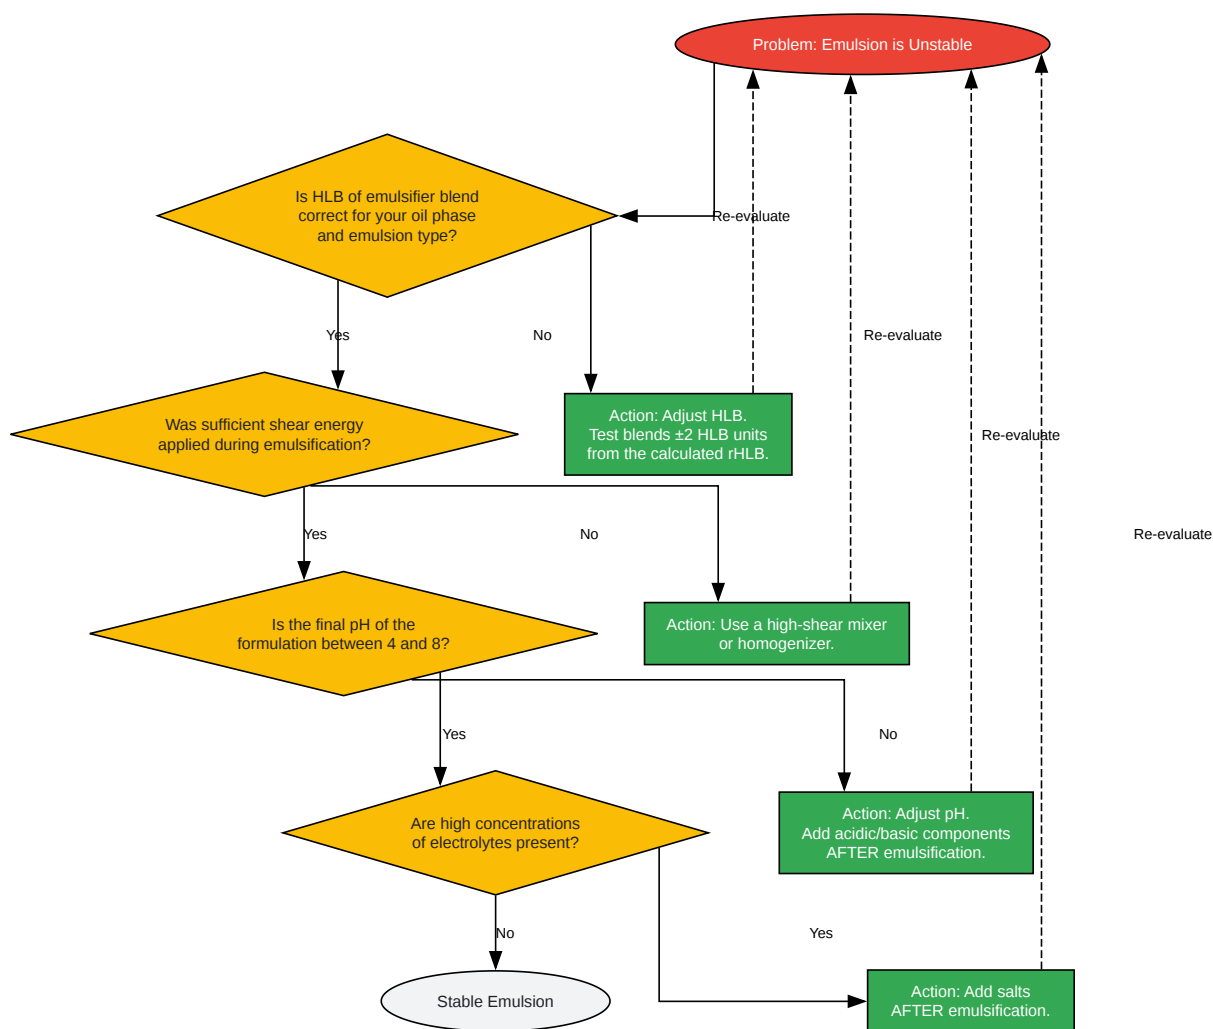 Problem: Emulsion is Unstable
Is HLB of emulsifier blend
correct for your oil phase
and emulsion type?
Re-evaluate
Yes
No
Re-evaluate
Was sufficient shear energy
applied during emulsification?
Action: Adjust HLB.
Test blends ±2 HLB units
from the calculated rHLB.
Re-evaluate
Yes
No
Re-evaluate
Is the final pH of the
formulation between 4 and 8?
Action: Use a high-shear mixer
or homogenizer.
Yes
No
Are high concentrations
of electrolytes present?
Action: Adjust pH.
Add acidic/basic components
AFTER emulsification.
No
Yes
Stable Emulsion
Action: Add salts
AFTER emulsification.